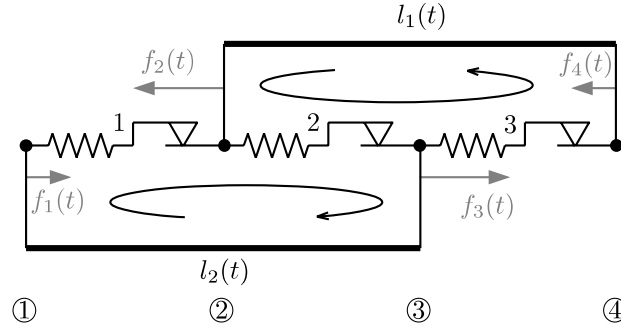 l₁(t)
f₂(t) f₄(t)
1 2 3
f₁(t) f₃(t)
l₂(t)
① ② ③ ④